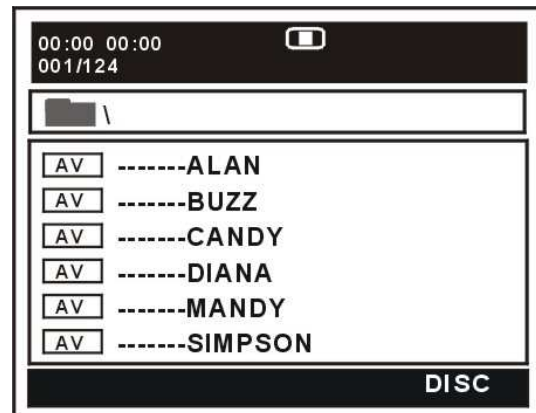 00:00 00:00
001/124
\
AV -------ALAN
AV -------BUZZ
AV -------CANDY
AV -------DIANA
AV -------MANDY
AV -------SIMPSON
DISC